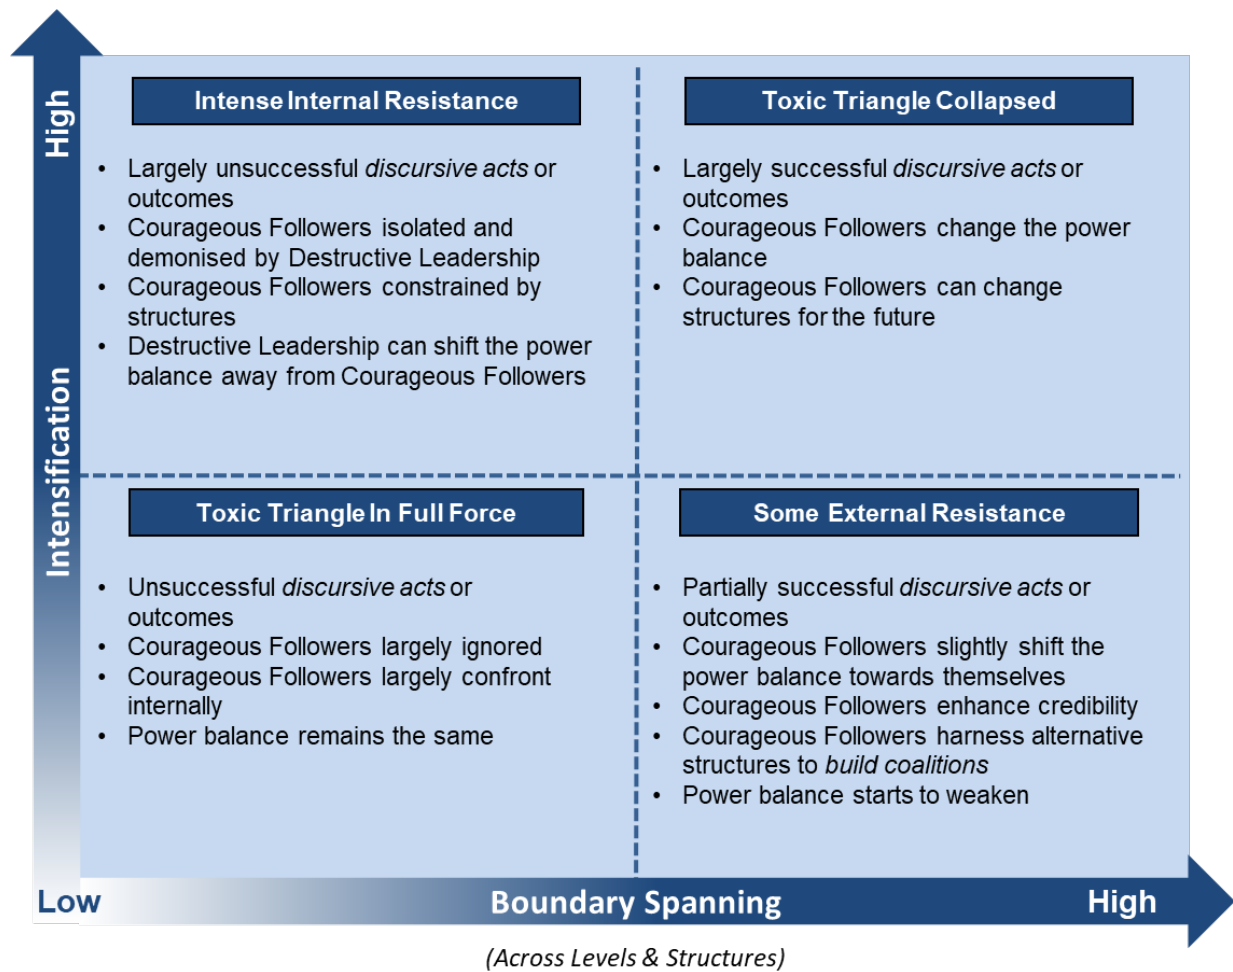 High
Intensification
Intense Internal Resistance
• Largely unsuccessful discursive acts or
outcomes
• Courageous Followers isolated and
demonised by Destructive Leadership
• Courageous Followers constrained by
structures
• Destructive Leadership can shift the power
balance away from Courageous Followers
Toxic Triangle Collapsed
• Largely successful discursive acts or
outcomes
• Courageous Followers change the power
balance
• Courageous Followers can change
structures for the future
Toxic Triangle In Full Force
• Unsuccessful discursive acts or
outcomes
• Courageous Followers largely ignored
• Courageous Followers largely confront
internally
• Power balance remains the same
Some External Resistance
• Partially successful discursive acts or
outcomes
• Courageous Followers slightly shift the
power balance towards themselves
• Courageous Followers enhance credibility
• Courageous Followers harness alternative
structures to build coalitions
• Power balance starts to weaken
Low
Boundary Spanning
High
(Across Levels & Structures)